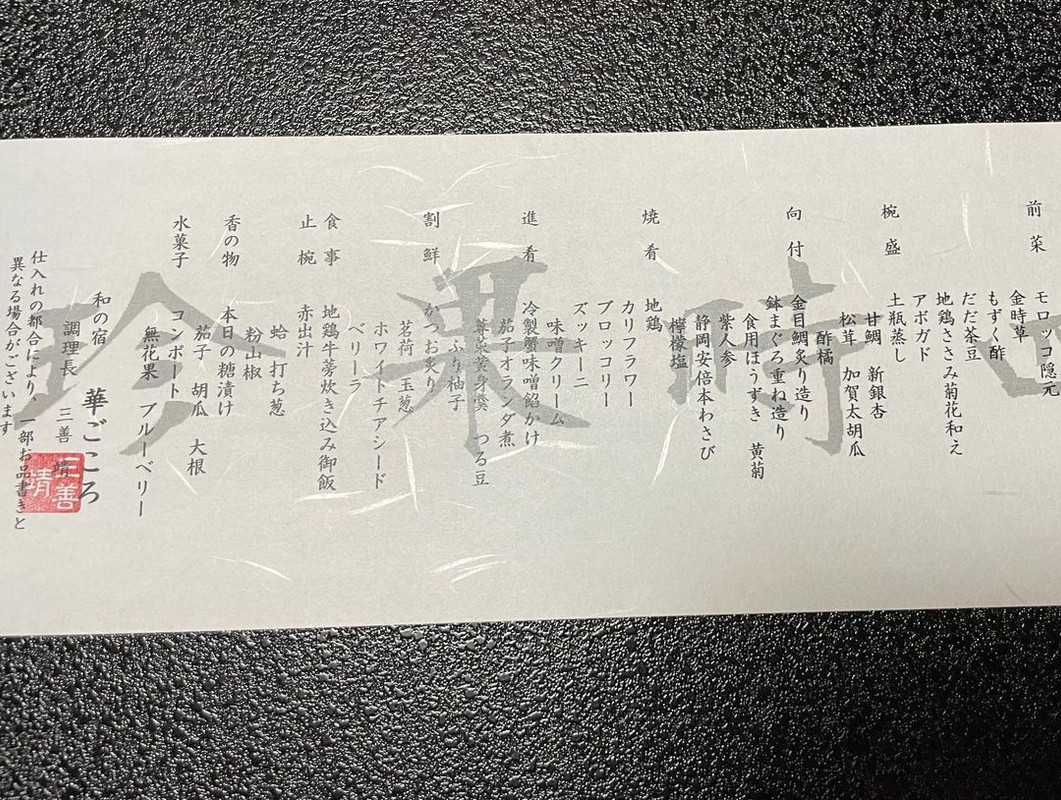 前菜　モロッコ隠元
金時草
もずく酢
だだ茶豆
地鶏ささみ菊花和え
アボガド
椀盛　土瓶蒸し
甘鯛　新銀杏
松茸　加賀太胡瓜
酢橘
向付　金目鯛炙り造り
鉢まぐろ重ね造り
食用ほうずき　黄菊
紫人参
静岡安倍本わさび
檸檬塩
焼肴　地鶏
カリフラワー
ブロッコリー
ズッキーニ
味噌クリーム
進肴　冷製蟹味噌餡かけ
茄子オランダ煮
蓴菜黄身羹　つる豆
ふり柚子
割鮮　かつお炙り
茗荷　玉葱
ホワイトチアシード
ベリーラ
食事　地鶏牛蒡炊き込み御飯
止椀　赤出汁
蛤　打ち葱
粉山椒
香の物　本日の糠漬け
茄子　胡瓜　大根
水菓子　コンポート
無花果　ブルーベリー
和の宿　華ごころ
調理長　三善　靖
三善
靖
仕入れの都合により、一部お品書きと
異なる場合がございます
時果珍